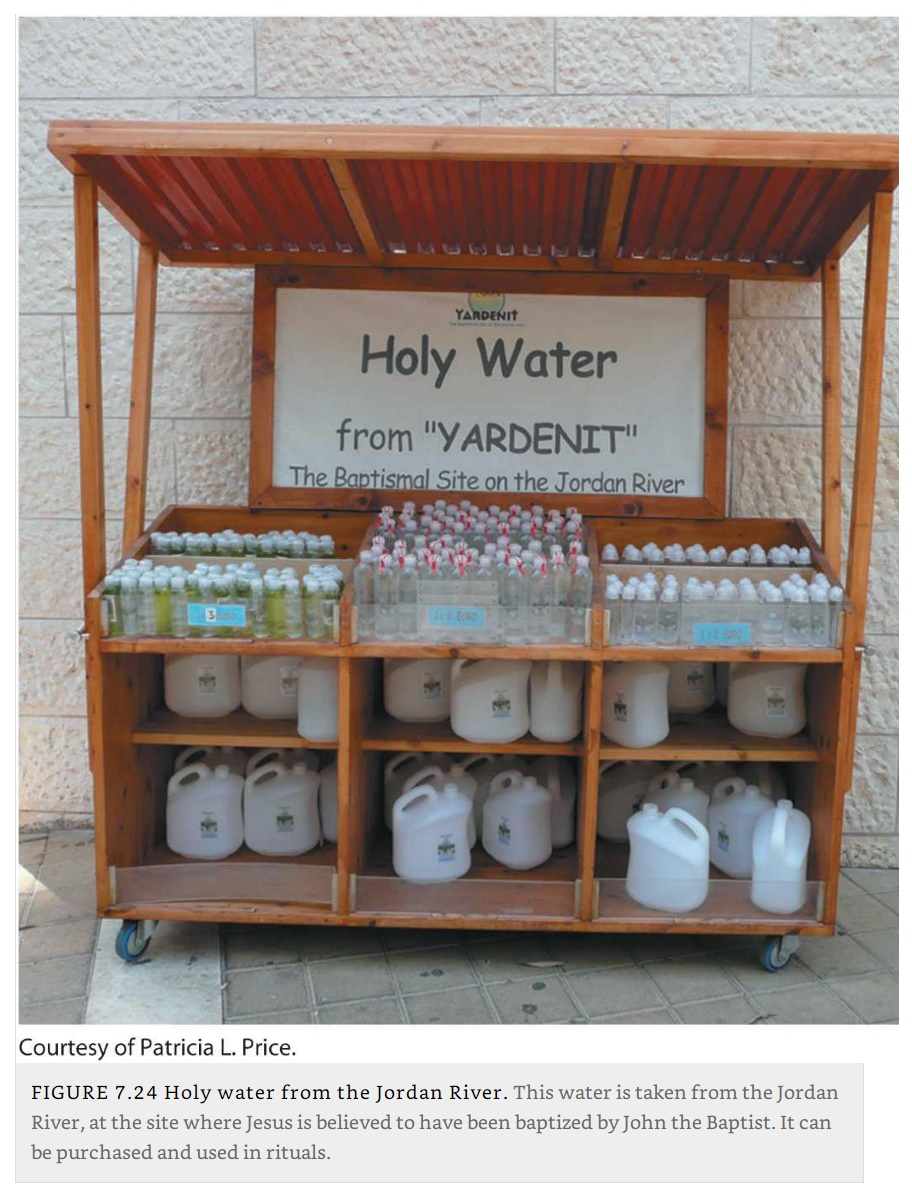 YARDENIT
Holy Water
from "YARDENIT"
The Baptismal Site on the Jordan River
3
Courtesy of Patricia L. Price.
FIGURE 7.24 Holy water from the Jordan River. This water is taken from the Jordan
River, at the site where Jesus is believed to have been baptized by John the Baptist. It can
be purchased and used in rituals.